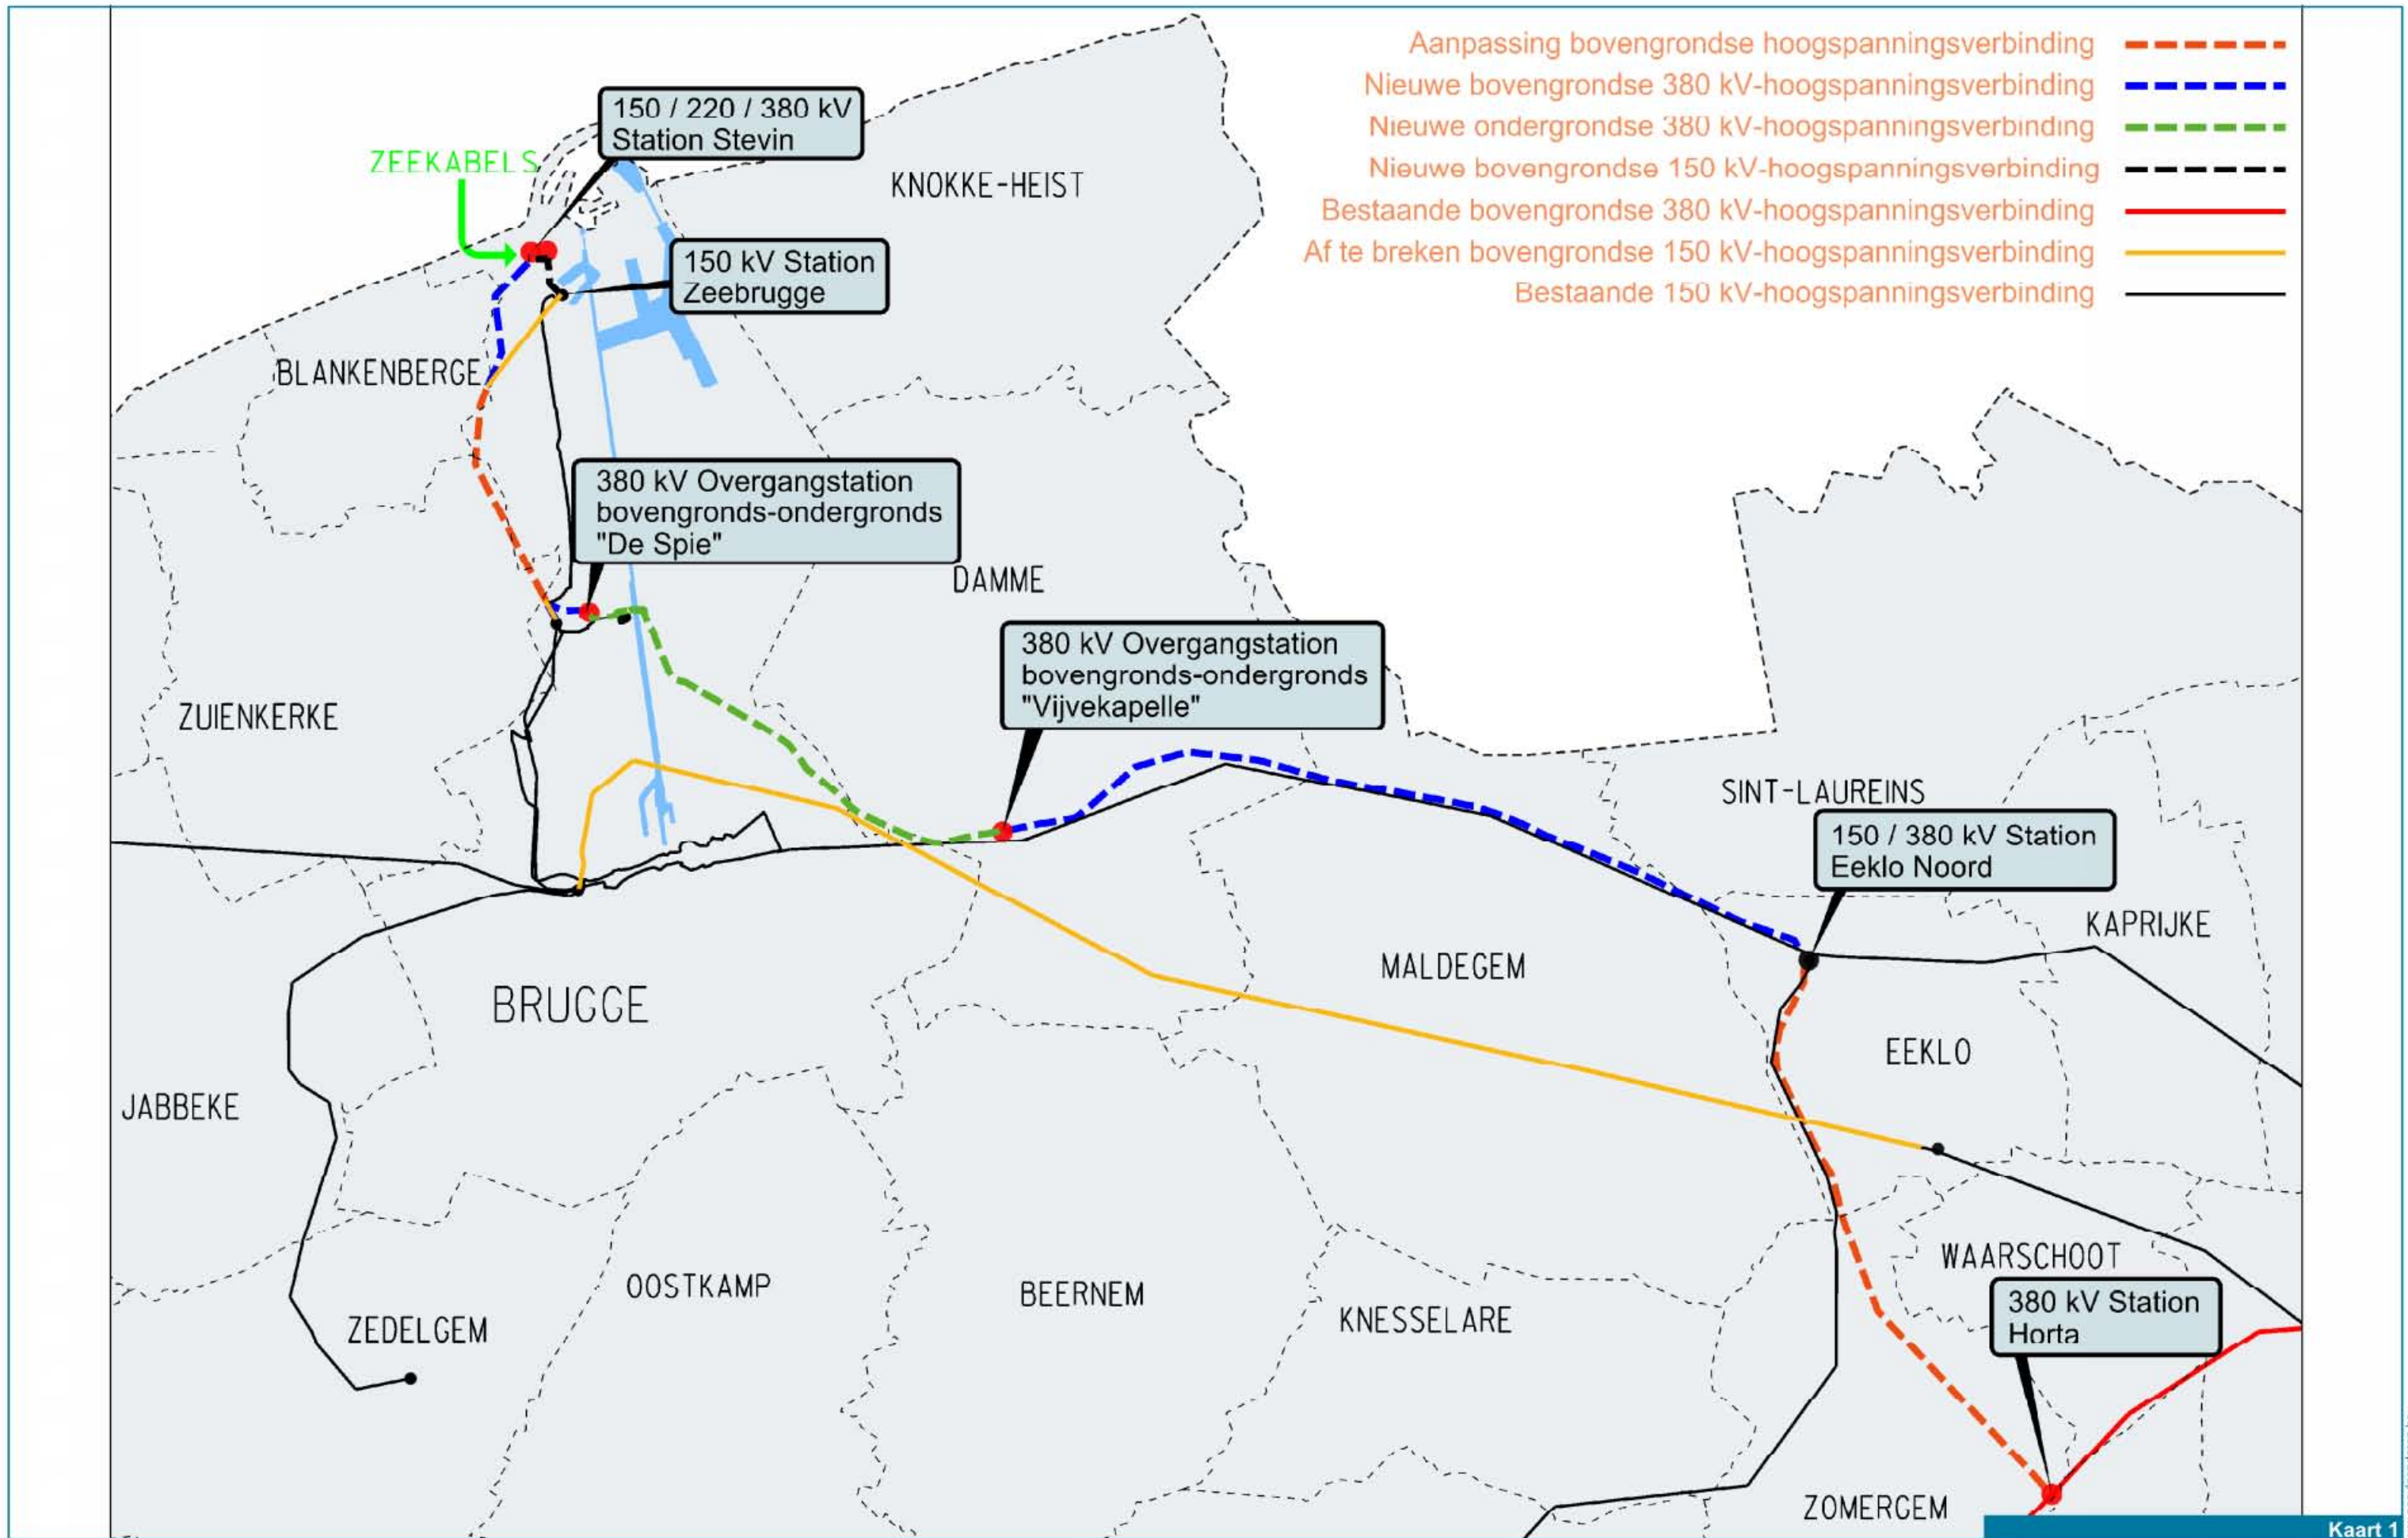 Aanpassing bovengrondse hoogspanningsverbinding
Nieuwe bovengrondse 380 kV-hoogspanningsverbinding
Nieuwe ondergrondse 380 kV-hoogspanningsverbinding
Nieuwe bovengrondse 150 kV-hoogspanningsverbinding
Bestaande bovengrondse 380 kV-hoogspanningsverbinding
Af te breken bovengrondse 150 kV-hoogspanningsverbinding
Bestaande 150 kV-hoogspanningsverbinding
150 / 220 / 380 kV
Station Stevin
ZEEKABELS
KNOKKE-HEIST
150 kV Station
Zeebrugge
BLANKENBERGE
380 kV Overgangstation
bovengronds-ondergronds
"De Spie"
DAMME
380 kV Overgangstation
bovengronds-ondergronds
"Vijvekapelle"
ZUIENKERKE
SINT-LAUREINS
150 / 380 kV Station
Eeklo Noord
KAPRIJKE
MALDEGEM
BRUGGE
EEKLO
JABBEKE
WAARSCHOOT
OOSTKAMP
BEERNEM
KNESSELARE
380 kV Station
Horta
ZEDELGEM
ZOMERGEM
Kaart 1